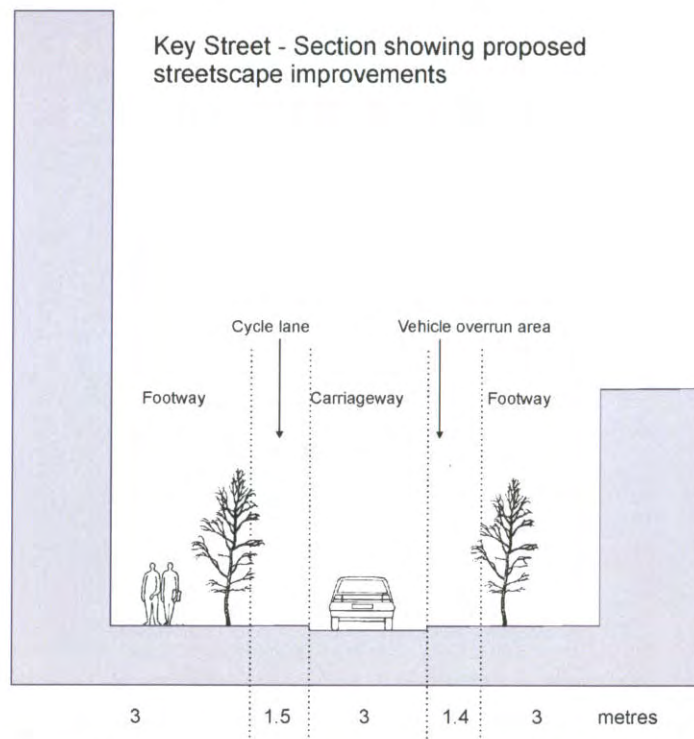 Key Street - Section showing proposed
streetscape improvements
Cycle lane
Vehicle overrun area
Footway
Carriageway
Footway
3
1.5
3
1.4
3
metres